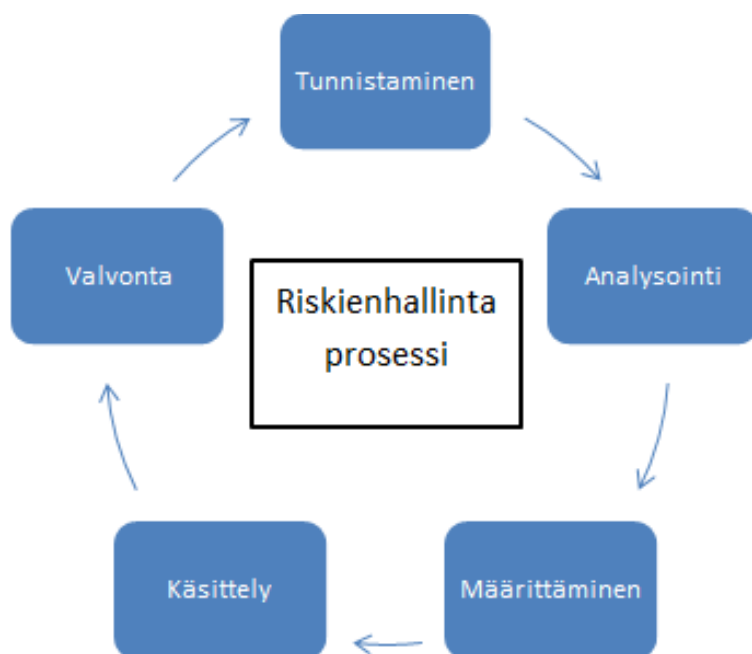 Tunnistaminen
Analysointi
Määrittäminen
Käsittely
Valvonta
Riskienhallinta
prosessi